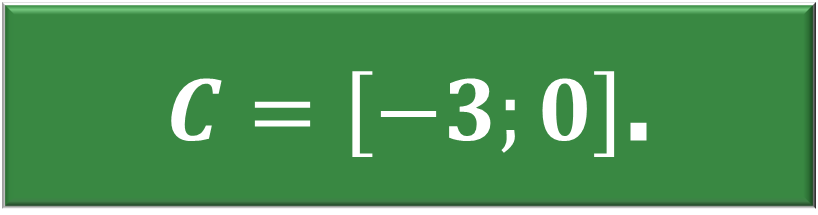 C = [−3; 0].